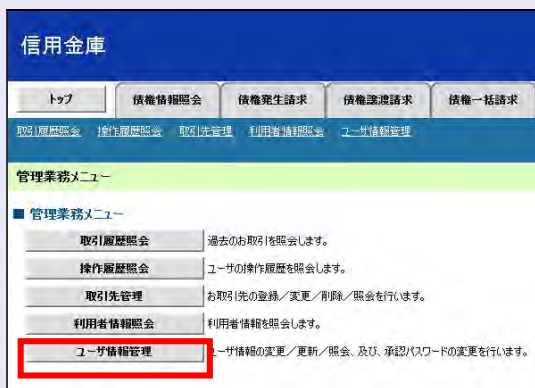 信用金庫
トップ 債権情報照会 債権発生請求 債権譲渡請求 債権一括請求
取引履歴照会 操作履歴照会 取引先管理 利用者情報照会 ユーザ情報管理
管理業務メニュー
■ 管理業務メニュー
取引履歴照会 過去のお取引を照会します。
操作履歴照会 ユーザの操作履歴を照会します。
取引先管理 お取引先の登録／変更／削除／照会を行います。
利用者情報照会 利用者情報を照会します。
ユーザ情報管理 ユーザ情報の変更／更新／照会、及び、承認パスワードの変更を行います。